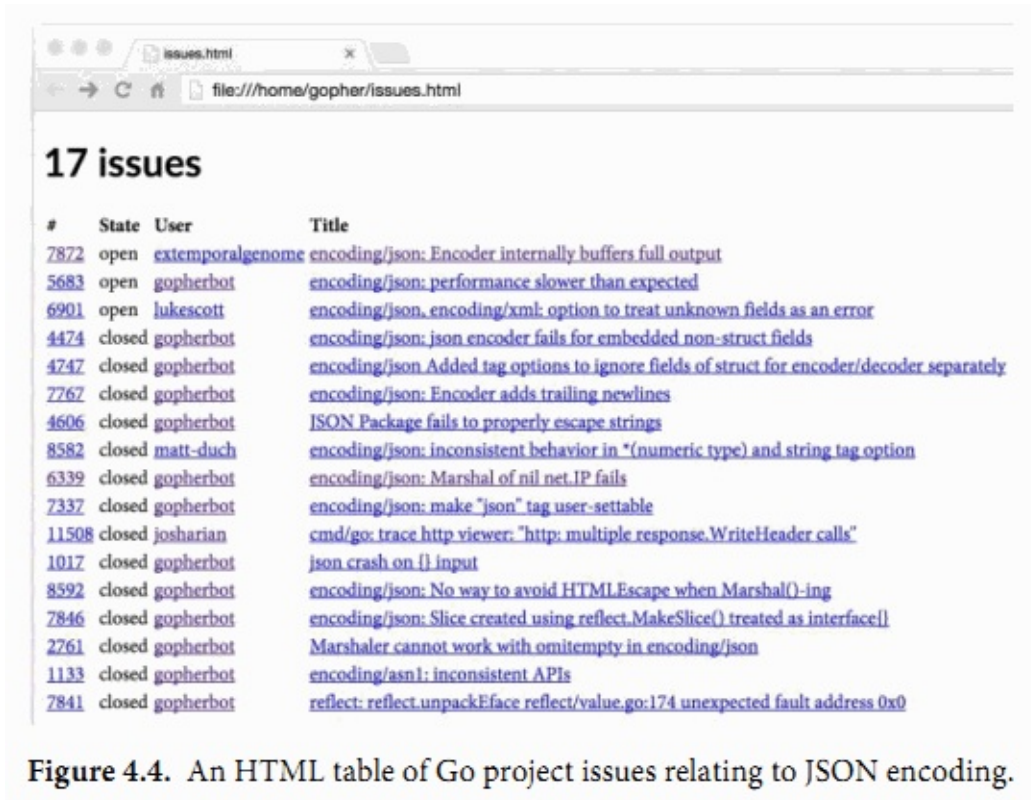 issues.html
file:///home/gopher/issues.html
17 issues
# State User Title
7872 open extemporalgenome encoding/json: Encoder internally buffers full output
5683 open gopherbot encoding/json: performance slower than expected
6901 open lukescott encoding/json, encoding/xml: option to treat unknown fields as an error
4474 closed gopherbot encoding/json: json encoder fails for embedded non-struct fields
4747 closed gopherbot encoding/json Added tag options to ignore fields of struct for encoder/decoder separately
7767 closed gopherbot encoding/json: Encoder adds trailing newlines
4606 closed gopherbot JSON Package fails to properly escape strings
8582 closed matt-duch encoding/json: inconsistent behavior in *(numeric type) and string tag option
6339 closed gopherbot encoding/json: Marshal of nil net.IP fails
7337 closed gopherbot encoding/json: make "json" tag user-settable
11508 closed josharian cmd/go: trace http viewer: "http: multiple response.WriteHeader calls"
1017 closed gopherbot json crash on {} input
8592 closed gopherbot encoding/json: No way to avoid HTMLEscape when Marshal()-ing
7846 closed gopherbot encoding/json: Slice created using reflect.MakeSlice() treated as interface{}
2761 closed gopherbot Marshaler cannot work with omitempty in encoding/json
1133 closed gopherbot encoding/asn1: inconsistent APIs
7841 closed gopherbot reflect: reflect.unpackEface reflect/value.go:174 unexpected fault address 0x0
Figure 4.4. An HTML table of Go project issues relating to JSON encoding.